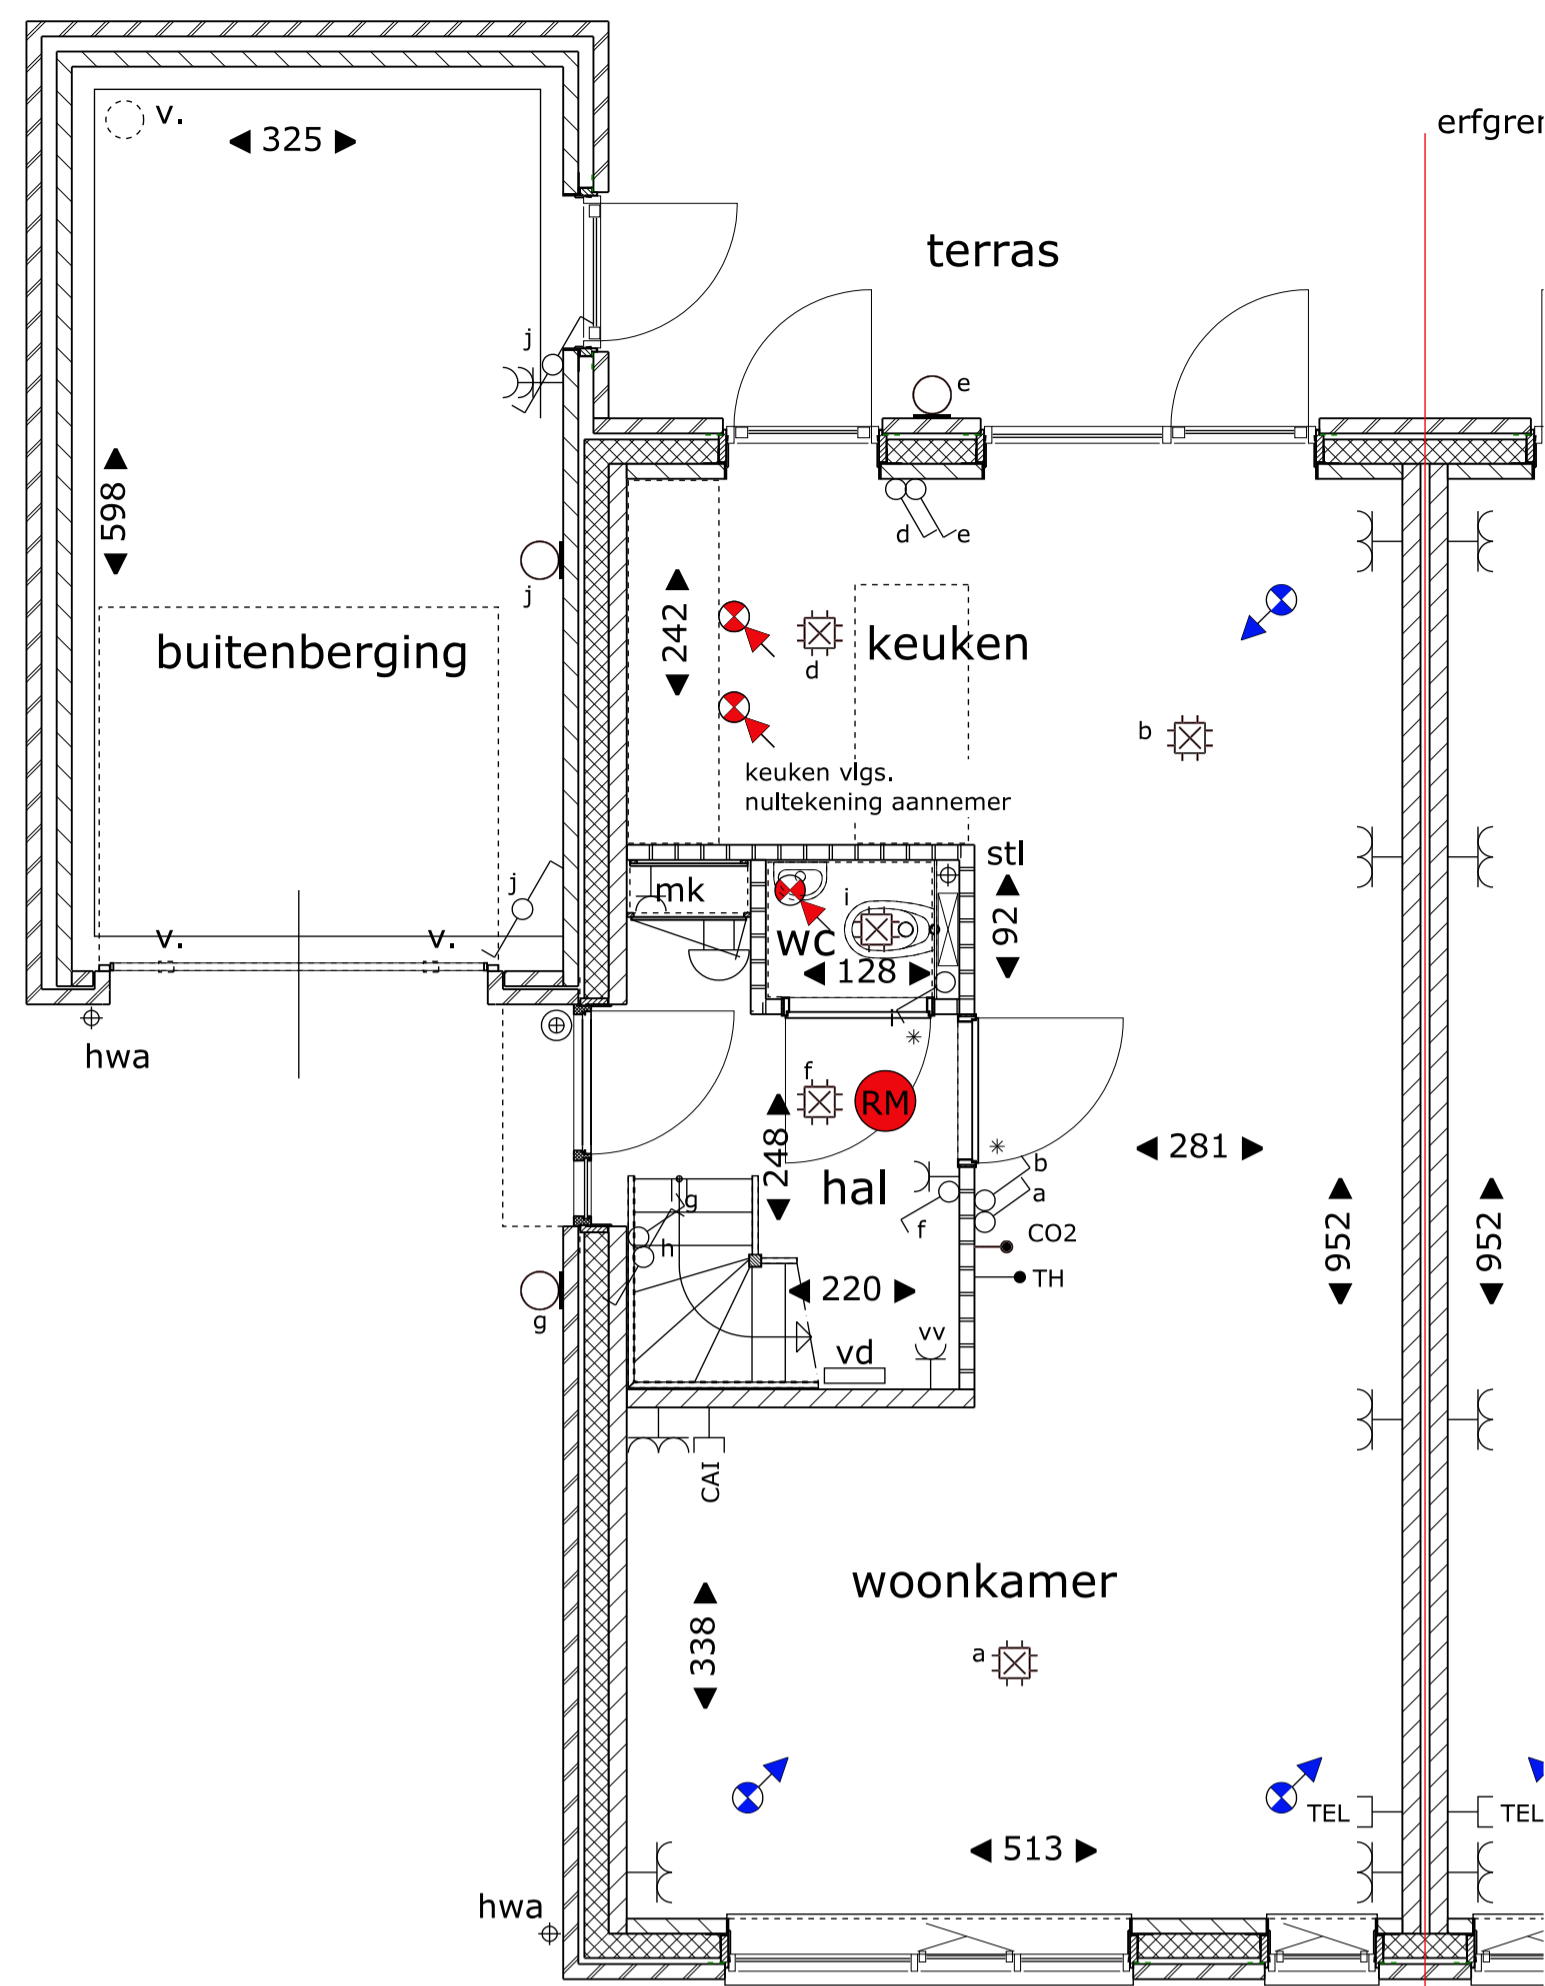 v.
325
erfgren
terras
j
e
598
d
e
j
buitenberging
242
d
keuken
b
keuken vlgs.
nultekening aannemer
stl
mk
i
j
wc
92
128
v.
v.
i
hwa
f
RM
248
hal
281
b
a
g
f
h
CO2
TH
952
952
220
g
vv
vd
CAI
woonkamer
338
a
TEL
TEL
513
hwa